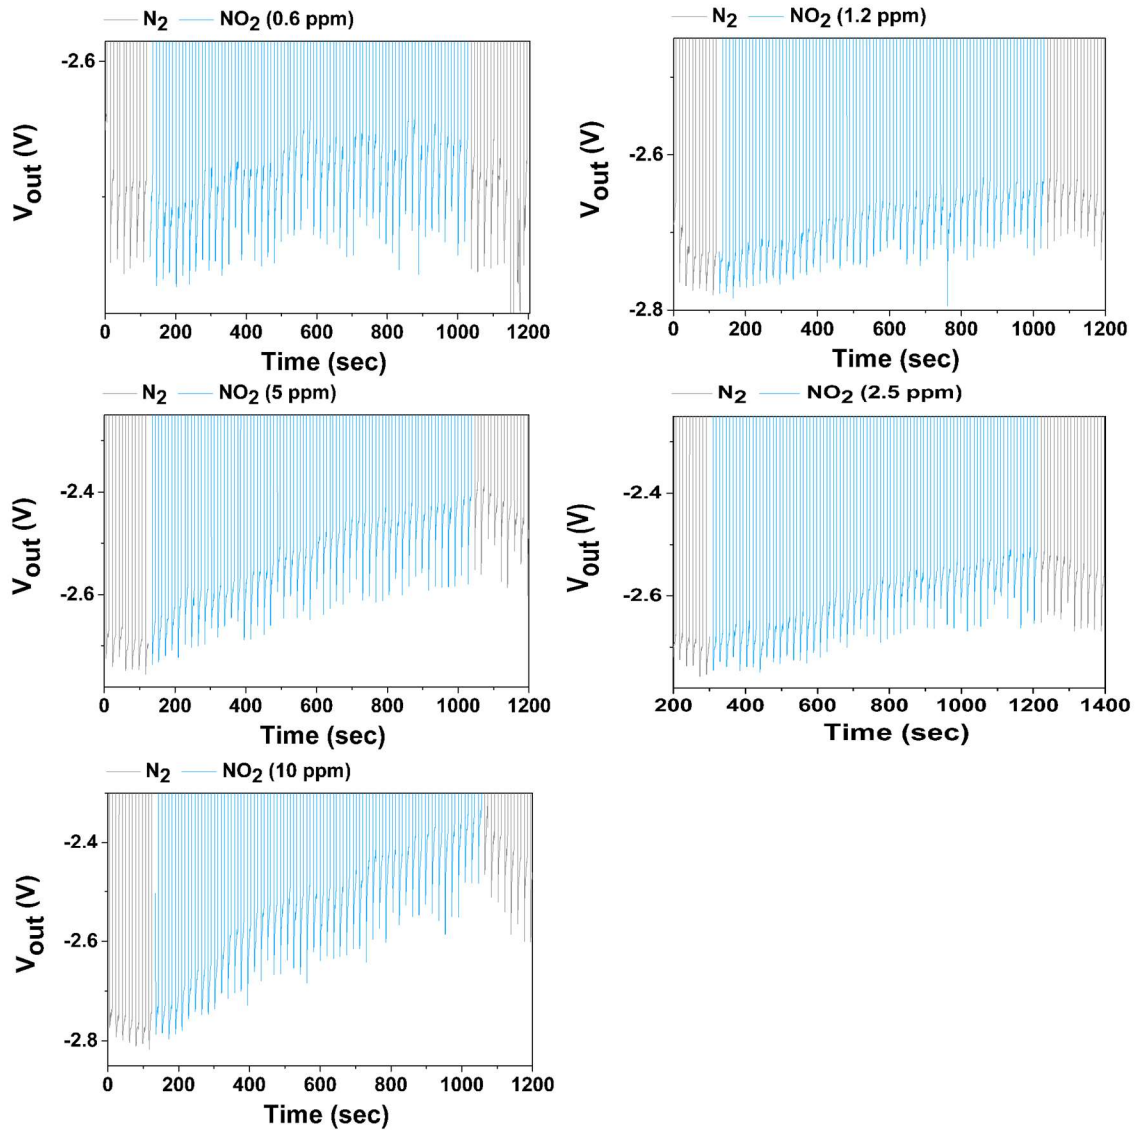 N2 NO2 (0.6 ppm)
-2.6
Vout (V)
0 200 400 600 800 1000 1200
Time (sec)
N2 NO2 (1.2 ppm)
-2.6
-2.8
Vout (V)
0 200 400 600 800 1000 1200
Time (sec)
N2 NO2 (5 ppm)
-2.4
-2.6
Vout (V)
0 200 400 600 800 1000 1200
Time (sec)
N2 NO2 (2.5 ppm)
-2.4
-2.6
Vout (V)
200 400 600 800 1000 1200 1400
Time (sec)
N2 NO2 (10 ppm)
-2.4
-2.6
-2.8
Vout (V)
0 200 400 600 800 1000 1200
Time (sec)